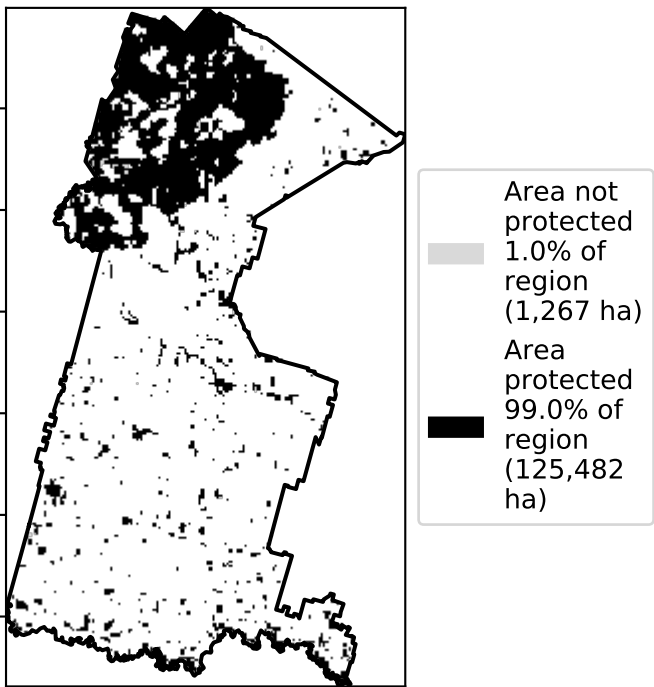 Area not
protected
1.0% of
region
(1,267 ha)
Area
protected
99.0% of
region
(125,482
ha)